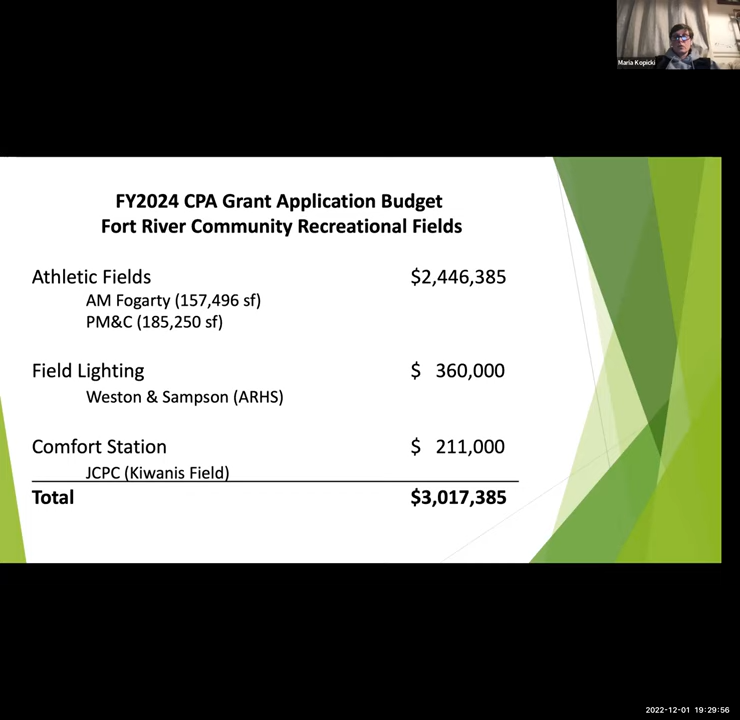 Maria Kopicki
FY2024 CPA Grant Application Budget
Fort River Community Recreational Fields
Athletic Fields $2,446,385
AM Fogarty (157,496 sf)
PM&C (185,250 sf)
Field Lighting $ 360,000
Weston & Sampson (ARHS)
Comfort Station $ 211,000
JCPC (Kiwanis Field)
Total $3,017,385
2022-12-01 19:29:56